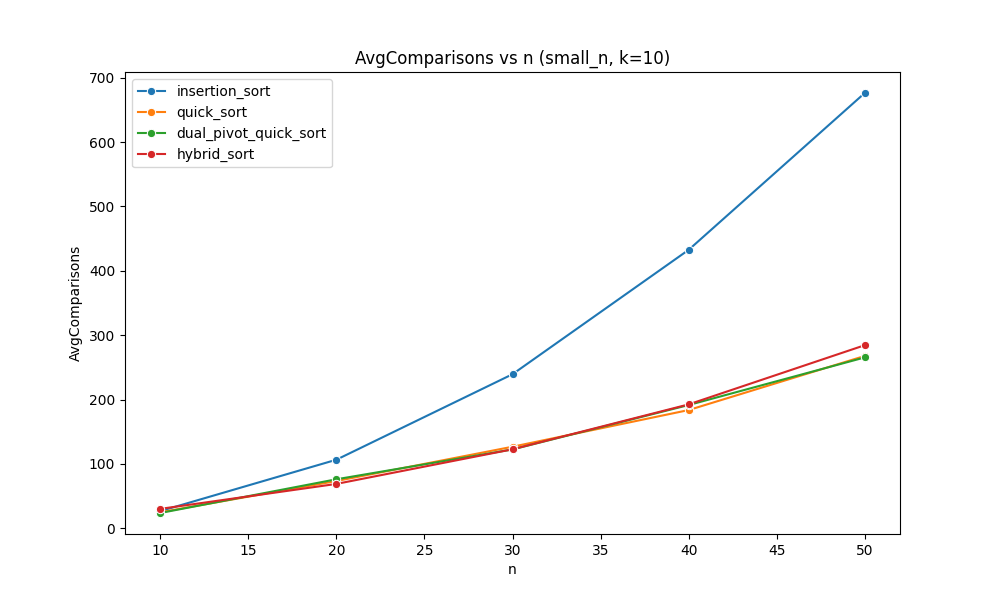 AvgComparisons vs n (small_n, k=10)
insertion_sort
quick_sort
dual_pivot_quick_sort
hybrid_sort
AvgComparisons
700
600
500
400
300
200
100
0
10 15 20 25 30 35 40 45 50
n